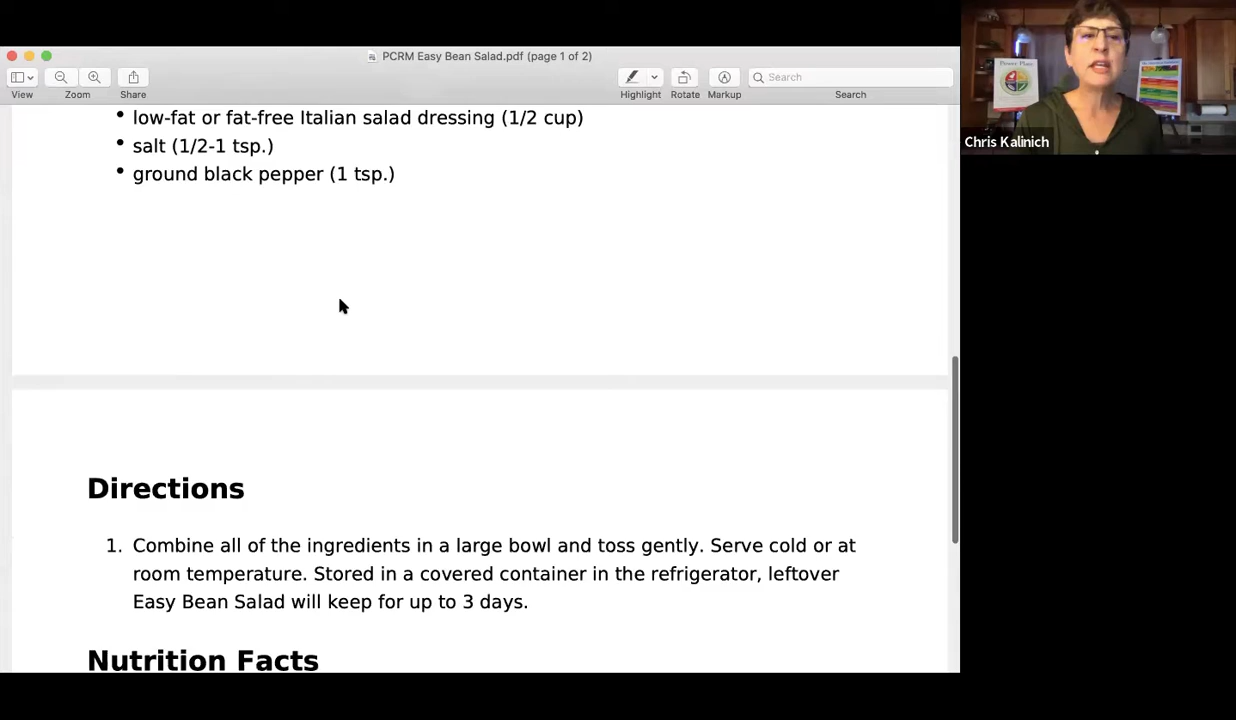 PCRM Easy Bean Salad.pdf (page 1 of 2)
Search
View
Zoom
Share
Highlight
Rotate
Markup
Search
• low-fat or fat-free Italian salad dressing (1/2 cup)
• salt (1/2-1 tsp.)
• ground black pepper (1 tsp.)
Directions
1. Combine all of the ingredients in a large bowl and toss gently. Serve cold or at
room temperature. Stored in a covered container in the refrigerator, leftover
Easy Bean Salad will keep for up to 3 days.
Nutrition Facts
Power Plate
Chris Kalinich